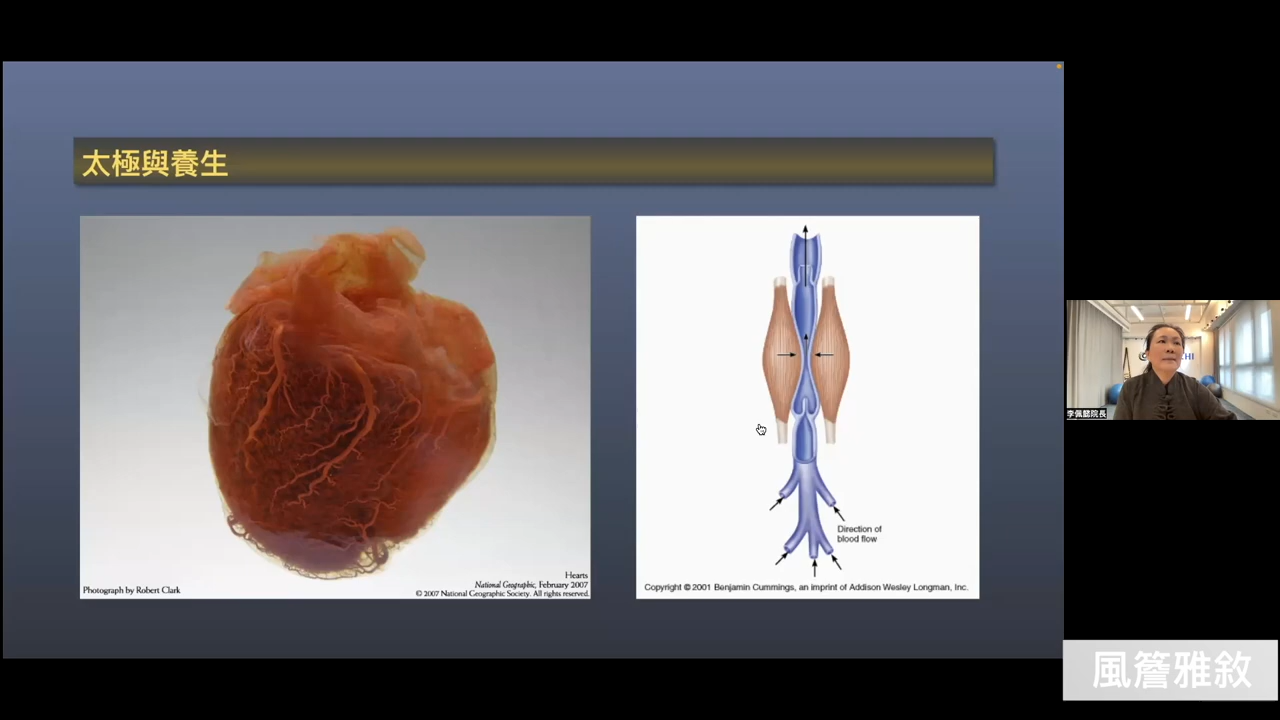 太極與養生
Hearts
National Geographic, February 2007
Photograph by Robert Clark
© 2007 National Geographic Society. All rights reserved.
Direction of
blood flow
Copyright © 2001 Benjamin Cummings, an imprint of Addison Wesley Longman, Inc.
李佩懿院長
風簷雅敘